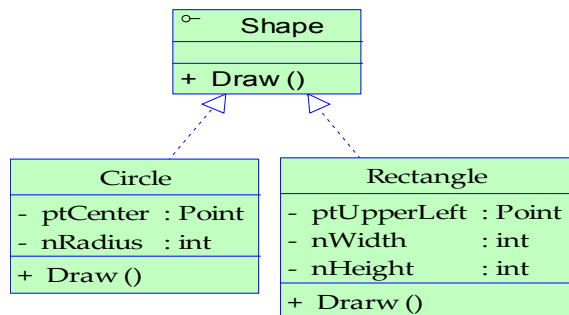 Shape
+ Draw ()
Circle
- ptCenter : Point
- nRadius : int
+ Draw ()
Rectangle
- ptUpperLeft : Point
- nWidth : int
- nHeight : int
+ Drarw ()